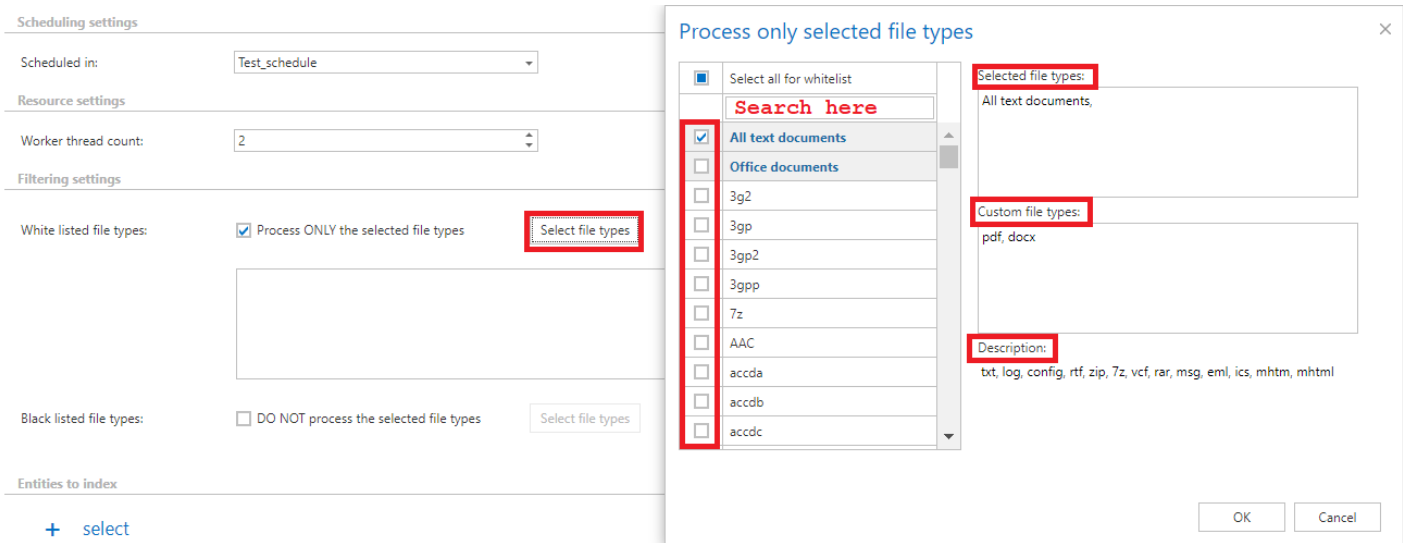 Scheduling settings
Scheduled in:
Test_schedule
Resource settings
Worker thread count:
2
Filtering settings
White listed file types:
Process ONLY the selected file types
Select file types
Black listed file types:
DO NOT process the selected file types
Select file types
Entities to index
+ select
Process only selected file types
Select all for whitelist
Search here
All text documents
Office documents
3g2
3gp
3gp2
3gpp
7z
AAC
accda
accdb
accdc
Selected file types:
All text documents,
Custom file types:
pdf, docx
Description:
txt, log, config, rtf, zip, 7z, vcf, rar, msg, eml, ics, mhtm, mhtml
OK
Cancel